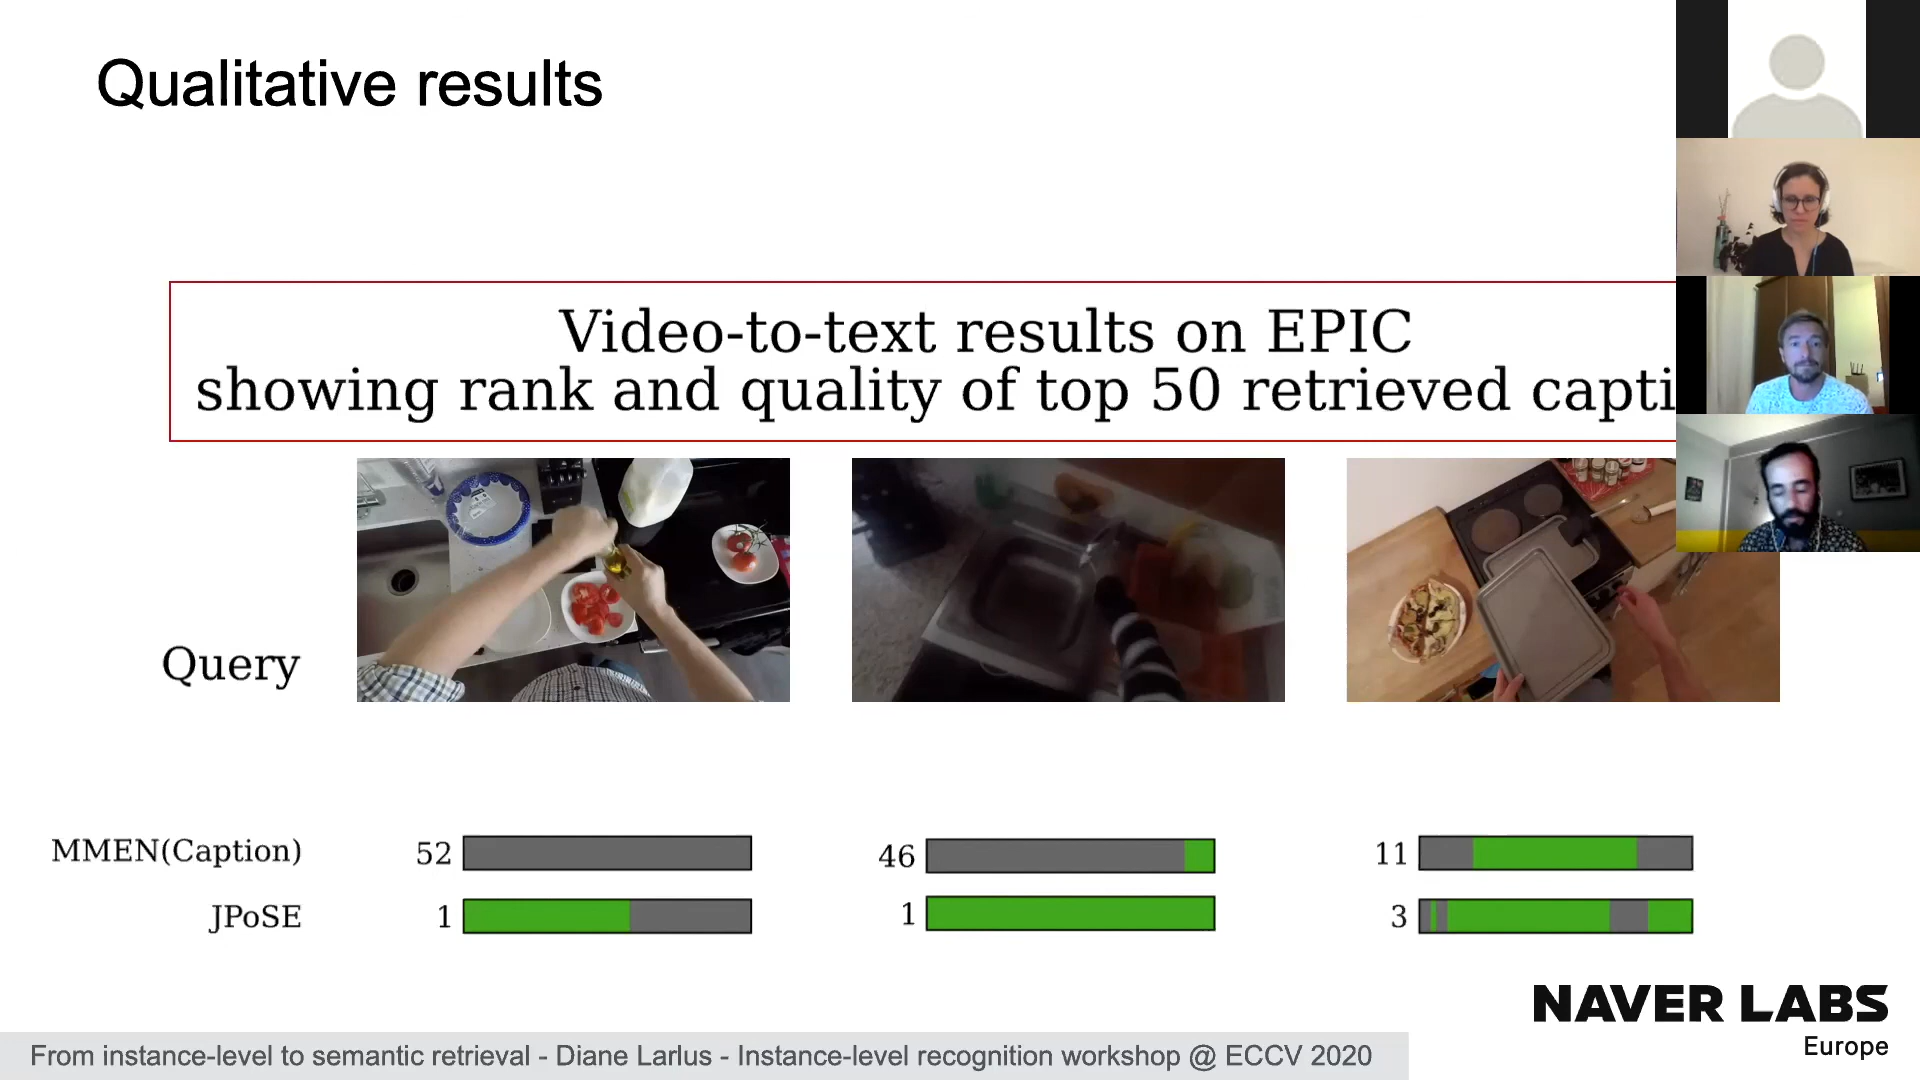 Qualitative results
Video-to-text results on EPIC
showing rank and quality of top 50 retrieved capti
Query
MMEN(Caption)
52
46
11
JPoSE
1
1
3
NAVER LABS
Europe
From instance-level to semantic retrieval - Diane Larlus - Instance-level recognition workshop @ ECCV 2020